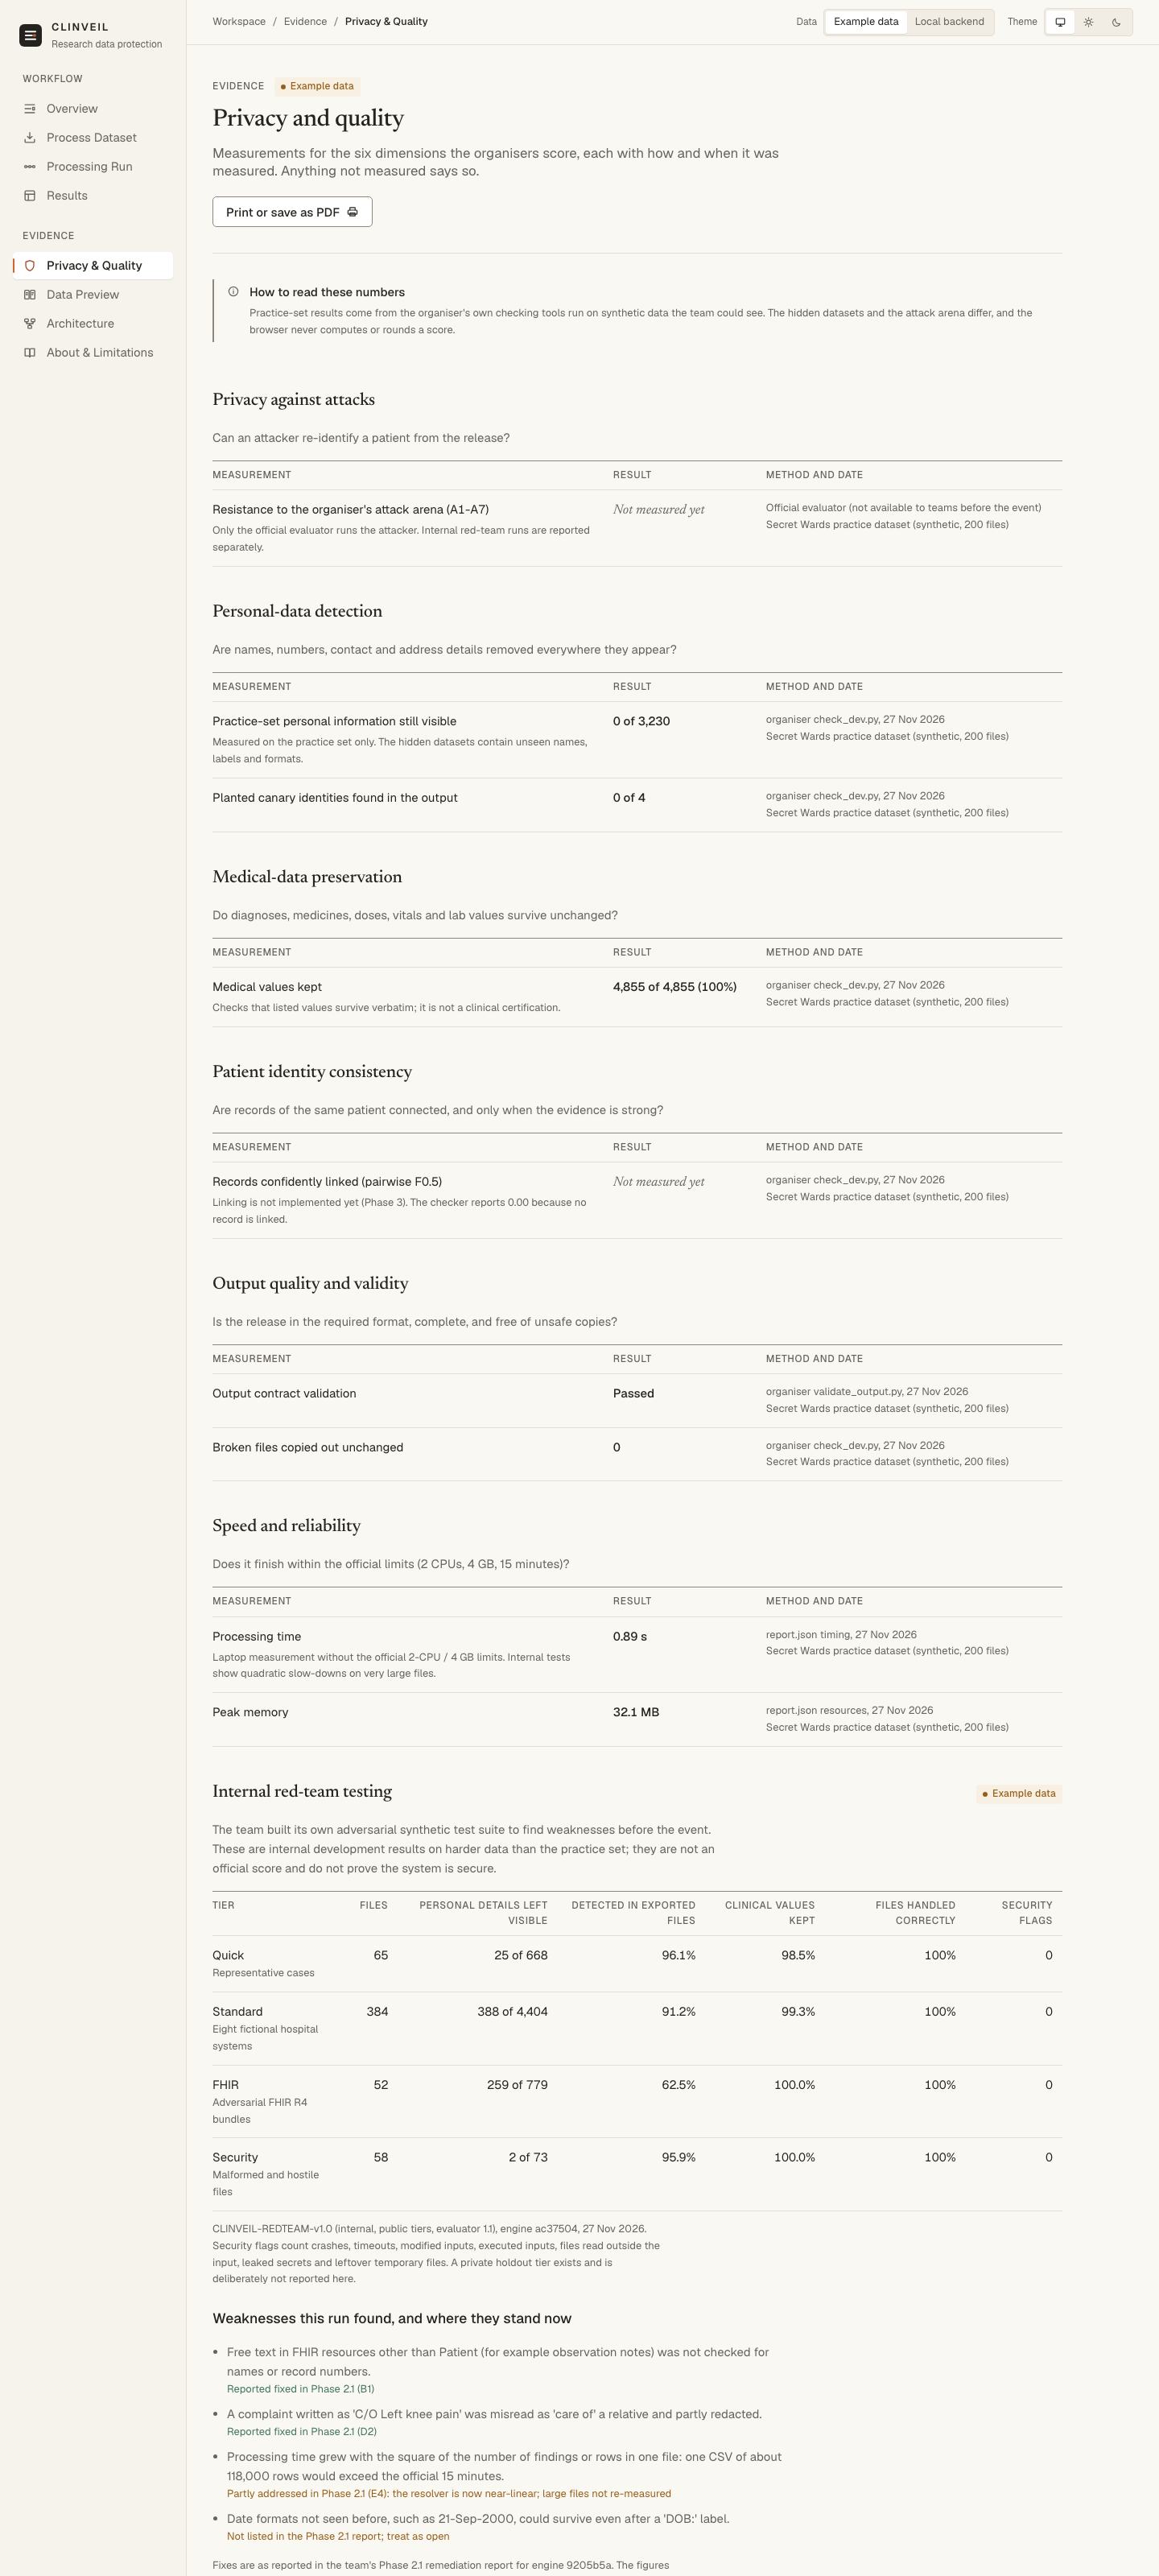 CLINVEIL
Research data protection
WORKFLOW
Overview
Process Dataset
Processing Run
Results
EVIDENCE
Privacy & Quality
Data Preview
Architecture
About & Limitations
Workspace / Evidence / Privacy & Quality
Data Example data Local backend Theme
EVIDENCE Example data
Privacy and quality
Measurements for the six dimensions the organisers score, each with how and when it was
measured. Anything not measured says so.
Print or save as PDF
How to read these numbers
Practice-set results come from the organiser's own checking tools run on synthetic data the team could see. The hidden datasets and the attack arena differ, and the
browser never computes or rounds a score.
Privacy against attacks
Can an attacker re-identify a patient from the release?
MEASUREMENT RESULT METHOD AND DATE
Resistance to the organiser's attack arena (A1-A7) Not measured yet Official evaluator (not available to teams before the event)
Secret Wards practice dataset (synthetic, 200 files)
Only the official evaluator runs the attacker. Internal red-team runs are reported
separately.
Personal-data detection
Are names, numbers, contact and address details removed everywhere they appear?
MEASUREMENT RESULT METHOD AND DATE
Practice-set personal information still visible 0 of 3,230 organiser check_dev.py, 27 Nov 2026
Secret Wards practice dataset (synthetic, 200 files)
Measured on the practice set only. The hidden datasets contain unseen names,
labels and formats.
Planted canary identities found in the output 0 of 4 organiser check_dev.py, 27 Nov 2026
Secret Wards practice dataset (synthetic, 200 files)
Medical-data preservation
Do diagnoses, medicines, doses, vitals and lab values survive unchanged?
MEASUREMENT RESULT METHOD AND DATE
Medical values kept 4,855 of 4,855 (100%) organiser check_dev.py, 27 Nov 2026
Secret Wards practice dataset (synthetic, 200 files)
Checks that listed values survive verbatim; it is not a clinical certification.
Patient identity consistency
Are records of the same patient connected, and only when the evidence is strong?
MEASUREMENT RESULT METHOD AND DATE
Records confidently linked (pairwise F0.5) Not measured yet organiser check_dev.py, 27 Nov 2026
Secret Wards practice dataset (synthetic, 200 files)
Linking is not implemented yet (Phase 3). The checker reports 0.00 because no
record is linked.
Output quality and validity
Is the release in the required format, complete, and free of unsafe copies?
MEASUREMENT RESULT METHOD AND DATE
Output contract validation Passed organiser validate_output.py, 27 Nov 2026
Secret Wards practice dataset (synthetic, 200 files)
Broken files copied out unchanged 0 organiser check_dev.py, 27 Nov 2026
Secret Wards practice dataset (synthetic, 200 files)
Speed and reliability
Does it finish within the official limits (2 CPUs, 4 GB, 15 minutes)?
MEASUREMENT RESULT METHOD AND DATE
Processing time 0.89 s report.json timing, 27 Nov 2026
Secret Wards practice dataset (synthetic, 200 files)
Laptop measurement without the official 2-CPU / 4 GB limits. Internal tests
show quadratic slow-downs on very large files.
Peak memory 32.1 MB report.json resources, 27 Nov 2026
Secret Wards practice dataset (synthetic, 200 files)
Internal red-team testing Example data
The team built its own adversarial synthetic test suite to find weaknesses before the event.
These are internal development results on harder data than the practice set; they are not an
official score and do not prove the system is secure.
TIER FILES PERSONAL DETAILS LEFT DETECTED IN EXPORTED CLINICAL VALUES FILES HANDLED SECURITY
VISIBLE FILES KEPT CORRECTLY FLAGS
Quick 65 25 of 668 96.1% 98.5% 100% 0
Representative cases
Standard 384 388 of 4,404 91.2% 99.3% 100% 0
Eight fictional hospital
systems
FHIR 52 259 of 779 62.5% 100.0% 100% 0
Adversarial FHIR R4
bundles
Security 58 2 of 73 95.9% 100.0% 100% 0
Malformed and hostile
files
CLINVEIL-REDTEAM-v1.0 (internal, public tiers, evaluator 1.1), engine ac37504, 27 Nov 2026.
Security flags count crashes, timeouts, modified inputs, executed inputs, files read outside the
input, leaked secrets and leftover temporary files. A private holdout tier exists and is
deliberately not reported here.
Weaknesses this run found, and where they stand now
• Free text in FHIR resources other than Patient (for example observation notes) was not checked for
names or record numbers.
Reported fixed in Phase 2.1 (B1)
• A complaint written as 'C/O Left knee pain' was misread as 'care of' a relative and partly redacted.
Reported fixed in Phase 2.1 (D2)
• Processing time grew with the square of the number of findings or rows in one file: one CSV of about
118,000 rows would exceed the official 15 minutes.
Partly addressed in Phase 2.1 (E4): the resolver is now near-linear; large files not re-measured
• Date formats not seen before, such as 21-Sep-2000, could survive even after a 'DOB:' label.
Not listed in the Phase 2.1 report; treat as open
Fixes are as reported in the team's Phase 2.1 remediation report for engine 9205b5a. The figures